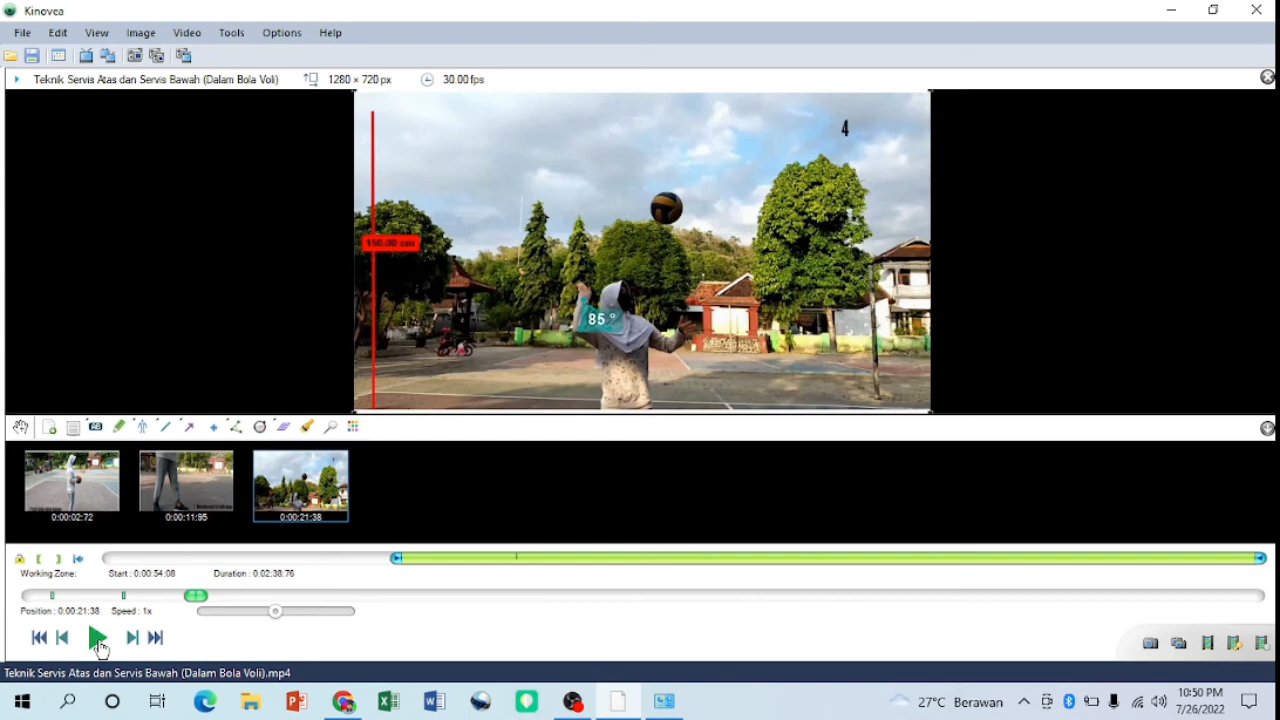 Kinovea
File Edit View Image Video Tools Options Help
Teknik Servis Atas dan Servis Bawah (Dalam Bola Voli) 1280 × 720 px 30.00 fps
4
150.00 cm
85 °
0:00:02:72 0:00:11:95 0:00:21:38
Working Zone: Start : 0:00:54:08 Duration : 0:02:38:76
Position : 0:00:21:38 Speed : 1x
Teknik Servis Atas dan Servis Bawah (Dalam Bola Voli).mp4
27°C Berawan
10:50 PM
7/26/2022